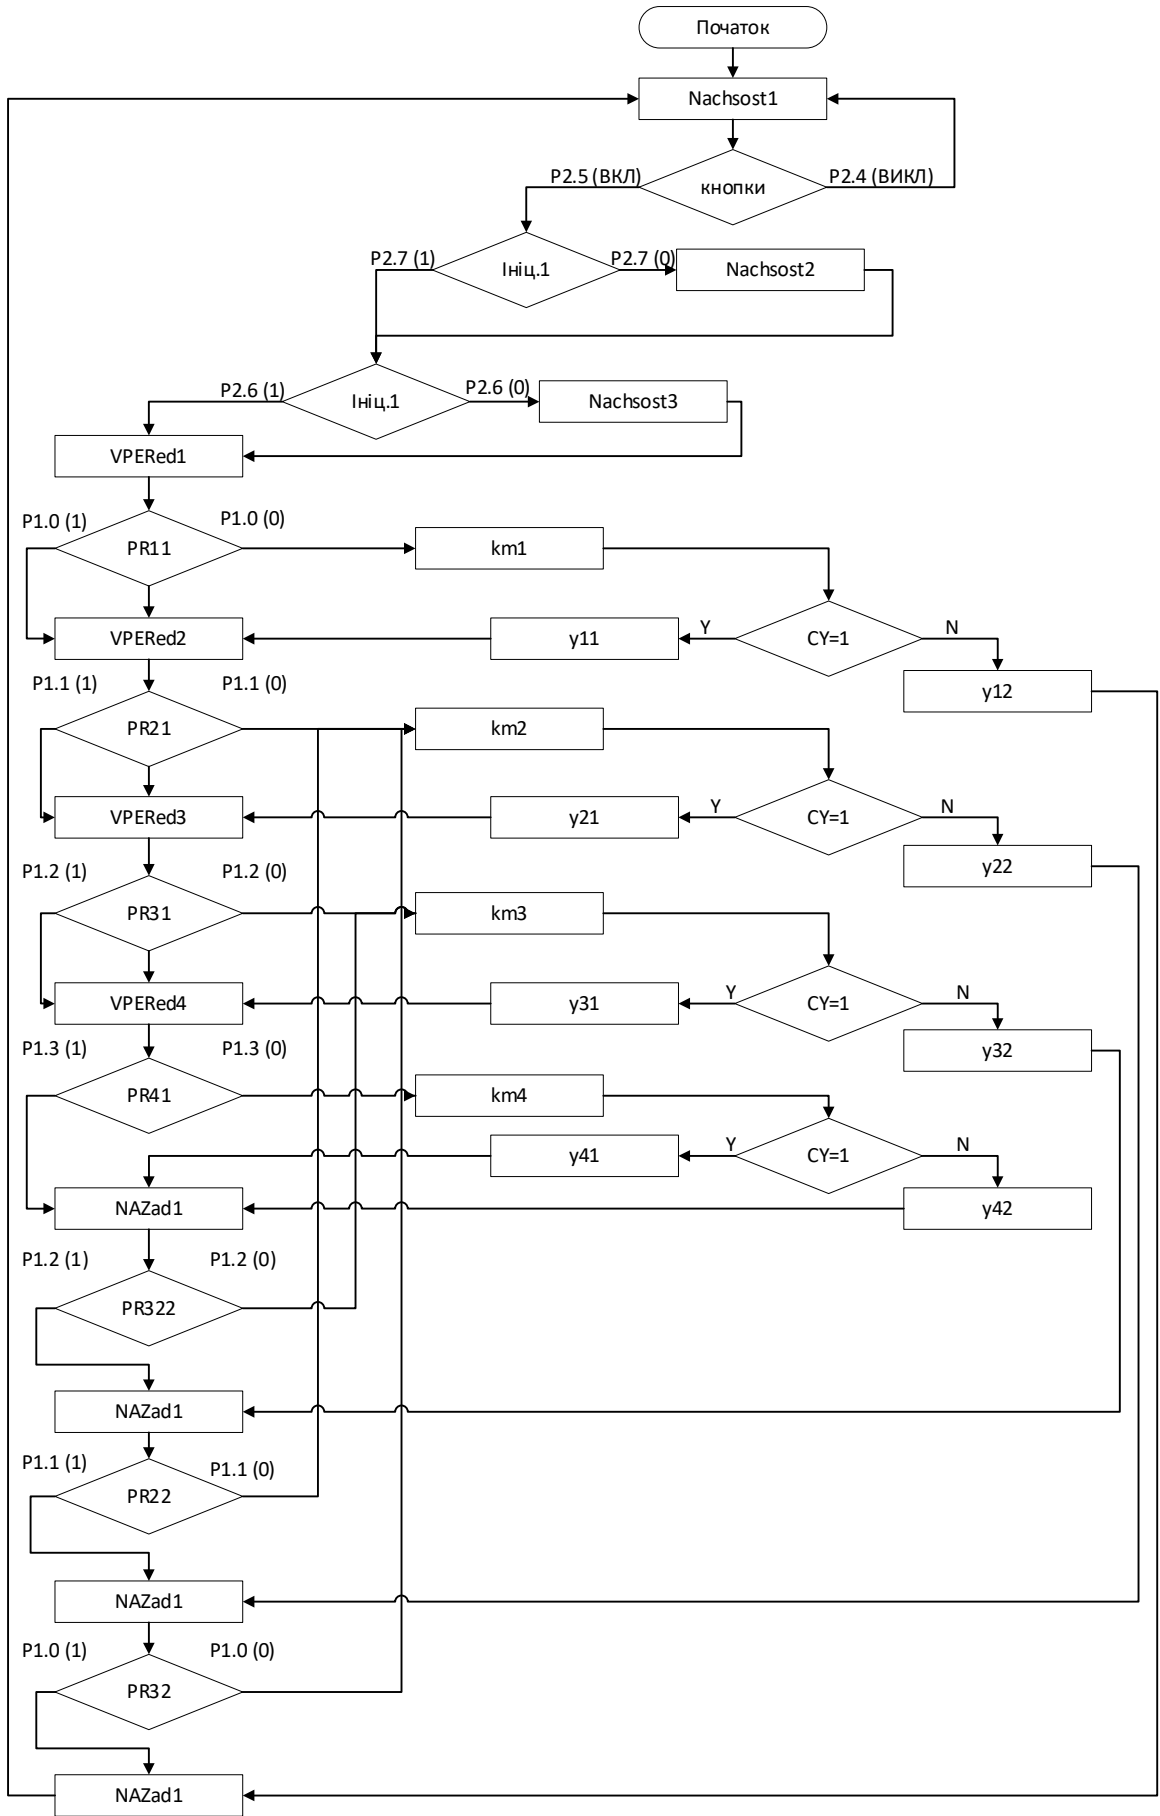 Початок
Nachsost1
P2.5 (ВКЛ)
кнопки
P2.4 (ВИКЛ)
P2.7 (1)
Ініц.1
P2.7 (0)
Nachsost2
P2.6 (1)
Ініц.1
P2.6 (0)
Nachsost3
VPERed1
P1.0 (1)
P1.0 (0)
PR11
km1
VPERed2
y11
Y
CY=1
N
y12
P1.1 (1)
P1.1 (0)
PR21
km2
VPERed3
y21
Y
CY=1
N
y22
P1.2 (1)
P1.2 (0)
PR31
km3
VPERed4
y31
Y
CY=1
N
y32
P1.3 (1)
P1.3 (0)
PR41
km4
y41
Y
CY=1
N
NAZad1
y42
P1.2 (1)
P1.2 (0)
PR322
NAZad1
P1.1 (1)
P1.1 (0)
PR22
NAZad1
P1.0 (1)
P1.0 (0)
PR32
NAZad1